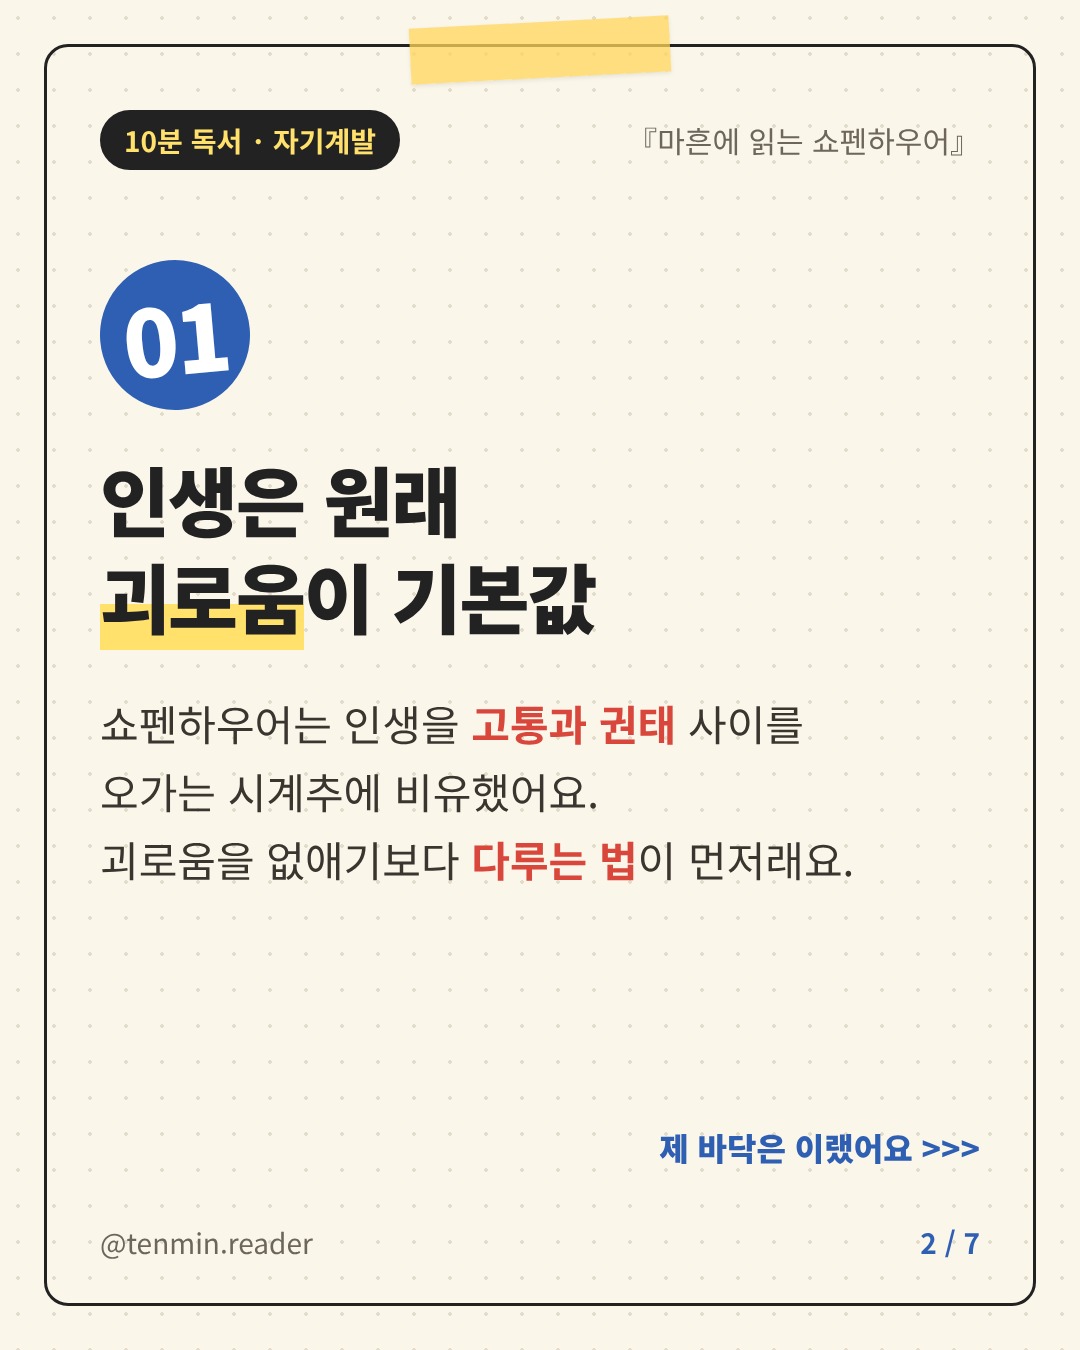 10분 독서 · 자기계발
『마흔에 읽는 쇼펜하우어』
01
인생은 원래
괴로움이 기본값
쇼펜하우어는 인생을 고통과 권태 사이를
오가는 시계추에 비유했어요.
괴로움을 없애기보다 다루는 법이 먼저래요.
제 바닥은 이랬어요 >>>
@tenmin.reader
2 / 7